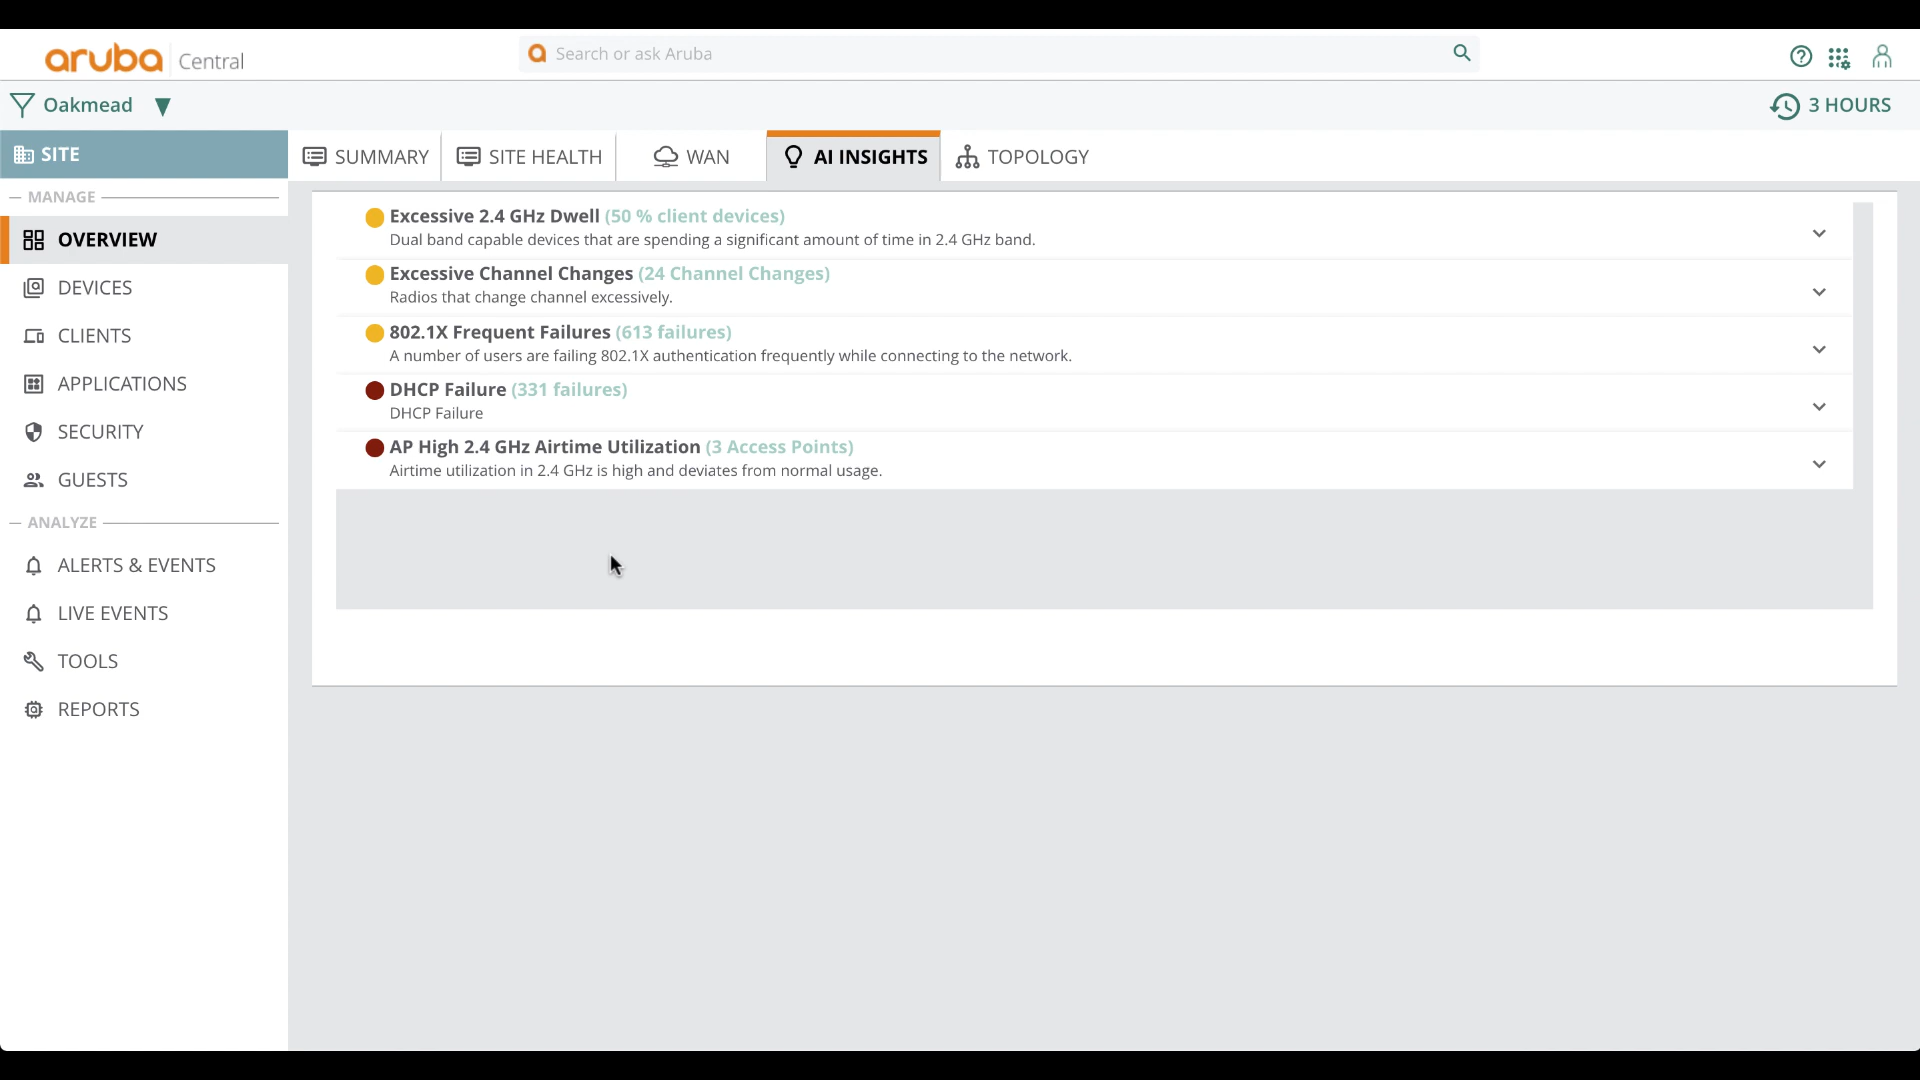 aruba Central
Search or ask Aruba
Oakmead
3 HOURS
SITE
SUMMARY
SITE HEALTH
WAN
AI INSIGHTS
TOPOLOGY
MANAGE
OVERVIEW
DEVICES
CLIENTS
APPLICATIONS
SECURITY
GUESTS
ANALYZE
ALERTS & EVENTS
LIVE EVENTS
TOOLS
REPORTS
Excessive 2.4 GHz Dwell (50 % client devices)
Dual band capable devices that are spending a significant amount of time in 2.4 GHz band.
Excessive Channel Changes (24 Channel Changes)
Radios that change channel excessively.
802.1X Frequent Failures (613 failures)
A number of users are failing 802.1X authentication frequently while connecting to the network.
DHCP Failure (331 failures)
DHCP Failure
AP High 2.4 GHz Airtime Utilization (3 Access Points)
Airtime utilization in 2.4 GHz is high and deviates from normal usage.